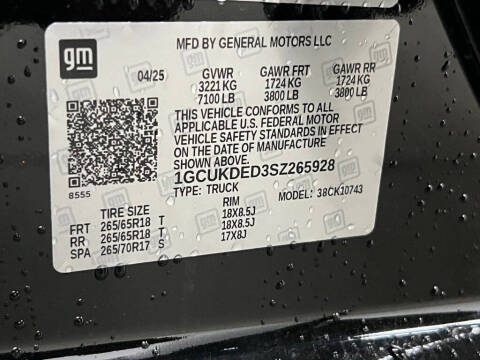 gm
MFD BY GENERAL MOTORS LLC
04/25 GVWR GAWR FRT GAWR RR
3221 KG 1724 KG 1724 KG
7100 LB 3800 LB 3800 LB
THIS VEHICLE CONFORMS TO ALL
APPLICABLE U.S. FEDERAL MOTOR
VEHICLE SAFETY STANDARDS IN EFFECT
ON THE DATE OF MANUFACTURE
SHOWN ABOVE.
1GCUKDED3SZ265928
8555 TYPE: TRUCK MODEL: 38CK10743
TIRE SIZE RIM
FRT 265/65R18 T 18X8.5J
RR 265/65R18 T 18X8.5J
SPA 265/70R17 S 17X8J